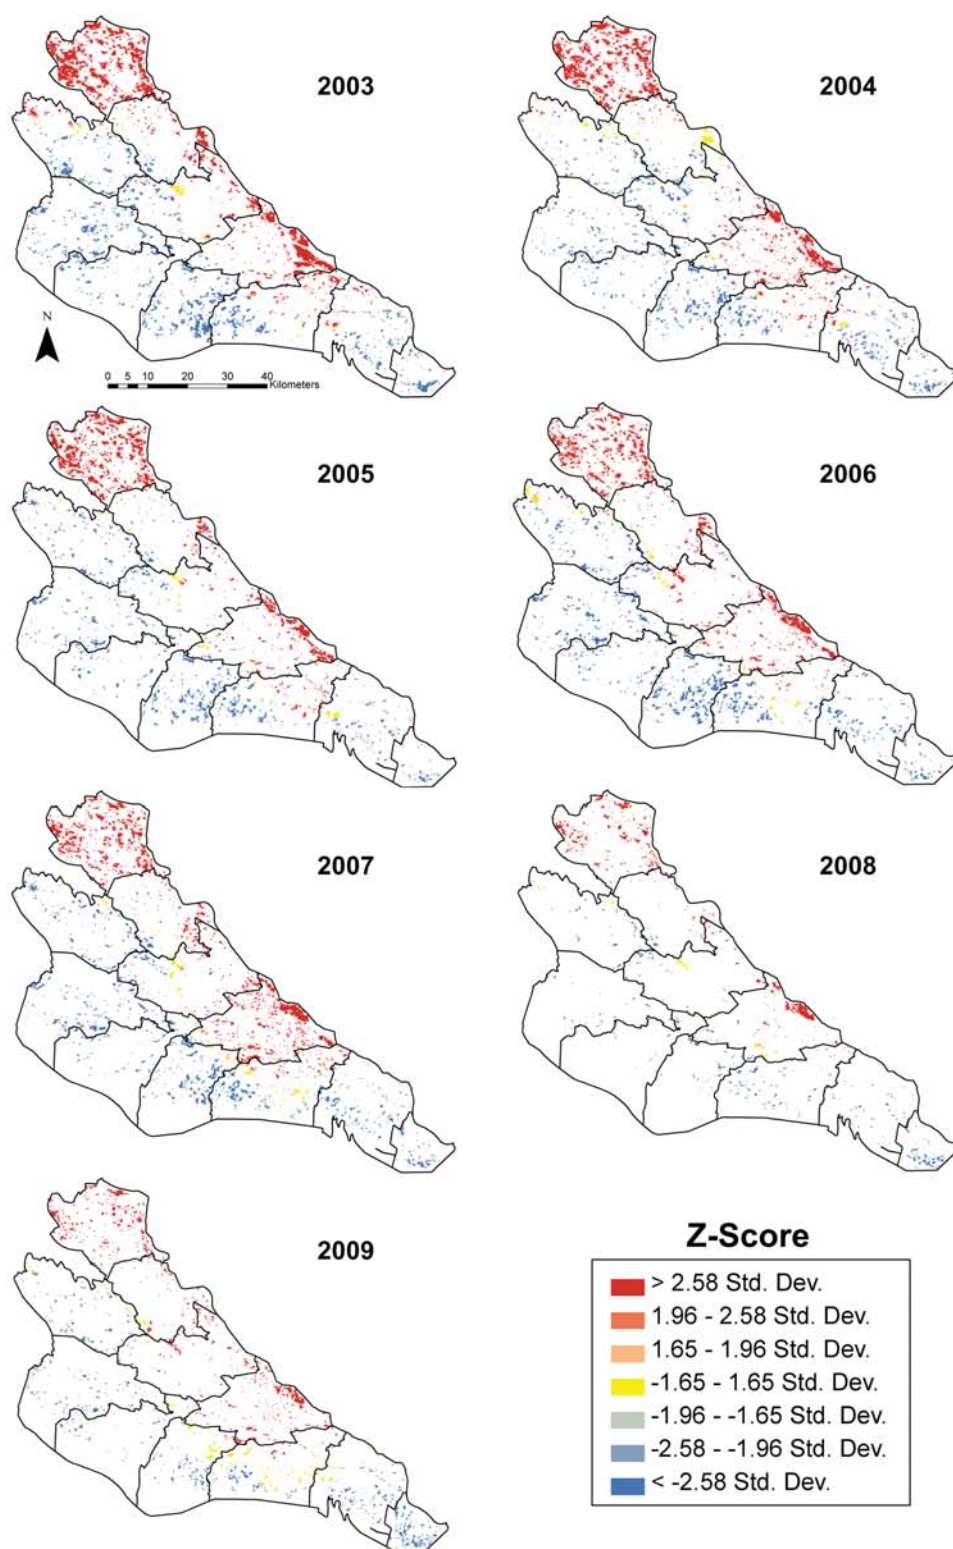 2003
2004
N
0 5 10 20 30 40
Kilometers
2005
2006
2007
2008
2009
Z-Score
> 2.58 Std. Dev.
1.96 - 2.58 Std. Dev.
1.65 - 1.96 Std. Dev.
-1.65 - 1.65 Std. Dev.
-1.96 - -1.65 Std. Dev.
-2.58 - -1.96 Std. Dev.
< -2.58 Std. Dev.